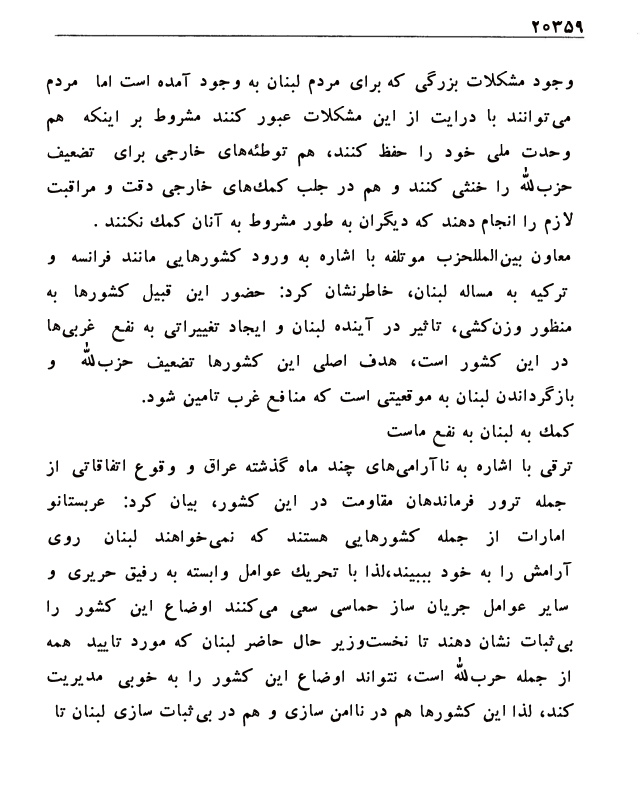 ۲۰۳۵۹
وجود مشکلات بزرگی که برای مردم لبنان به وجود آمده است اما مردم
می‌توانند با درایت از این مشکلات عبور کنند مشروط بر اینکه هم
وحدت ملی خود را حفظ کنند، هم توطئه‌های خارجی برای تضعیف
حزب‌الله را خنثی کنند و هم در جلب کمك‌های خارجی دقت و مراقبت
لازم را انجام دهند که دیگران به طور مشروط به آنان کمك نکنند .
معاون بین‌المللحزب موتلفه با اشاره به ورود کشورهایی مانند فرانسه و
ترکیه به مساله لبنان، خاطرنشان کرد: حضور این قبیل کشورها به
منظور وزن‌کشی، تاثیر در آینده لبنان و ایجاد تغییراتی به نفع غربی‌ها
در این کشور است، هدف اصلی این کشورها تضعیف حزب‌الله و
بازگرداندن لبنان به موقعیتی است که منافع غرب تامین شود.
کمك به لبنان به نفع ماست
ترقی با اشاره به ناآرامی‌های چند ماه گذشته عراق و وقوع اتفاقاتی از
جمله ترور فرماندهان مقاومت در این کشور، بیان کرد: عربستانو
امارات از جمله کشورهایی هستند که نمی‌خواهند لبنان روی
آرامش را به خود بببیند،لذا با تحریك عوامل وابسته به رفیق حریری و
سایر عوامل جریان ساز حماسی سعی می‌کنند اوضاع این کشور را
بی‌ثبات نشان دهند تا نخست‌وزیر حال حاضر لبنان که مورد تایید همه
از جمله حرب‌الله است، نتواند اوضاع این کشور را به خوبی مدیریت
کند، لذا این کشورها هم در ناامن سازی و هم در بی‌ثبات سازی لبنان تا